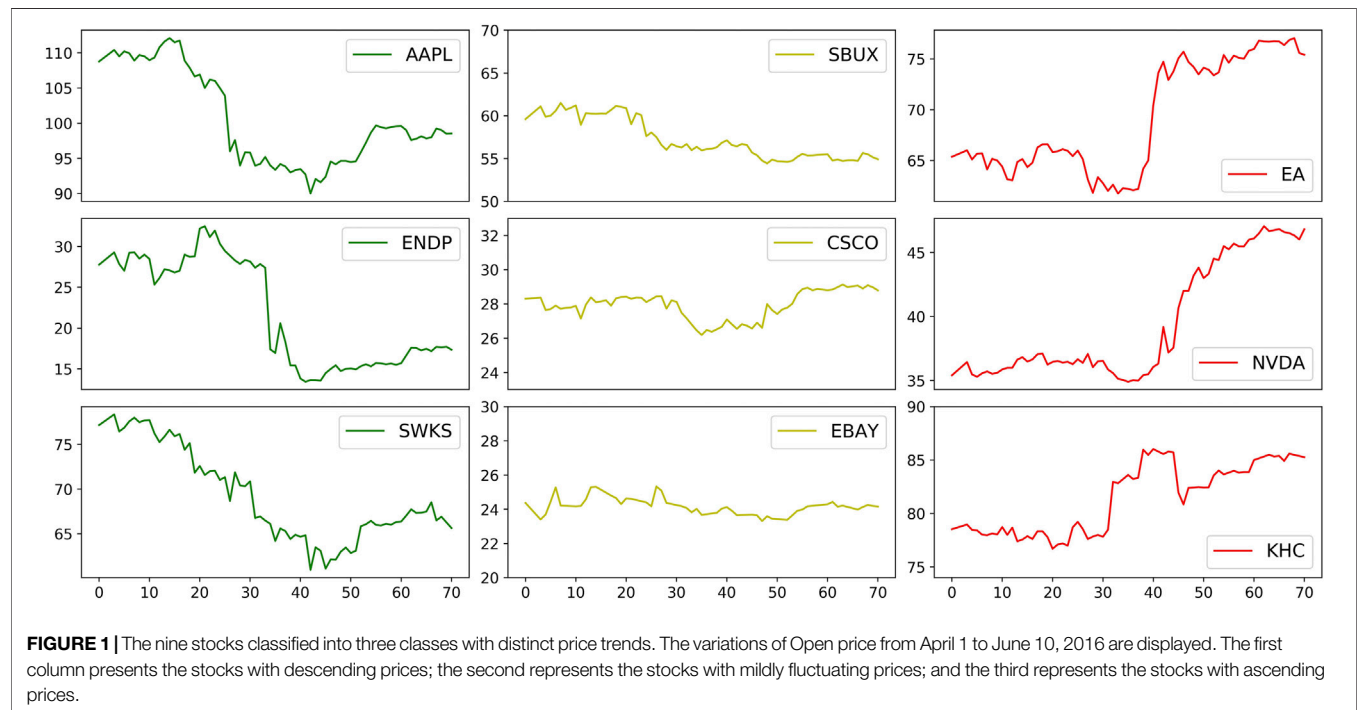 110
105
100
95
90
AAPL
70
65
60
55
50
SBUX
75
70
65
EA
30
25
20
15
ENDP
32
30
28
26
24
CSCO
45
40
35
NVDA
75
70
65
SWKS
0 10 20 30 40 50 60 70
30
28
26
24
22
20
EBAY
0 10 20 30 40 50 60 70
90
85
80
75
KHC
0 10 20 30 40 50 60 70
FIGURE 1 | The nine stocks classified into three classes with distinct price trends. The variations of Open price from April 1 to June 10, 2016 are displayed. The first
column presents the stocks with descending prices; the second represents the stocks with mildly fluctuating prices; and the third represents the stocks with ascending
prices.